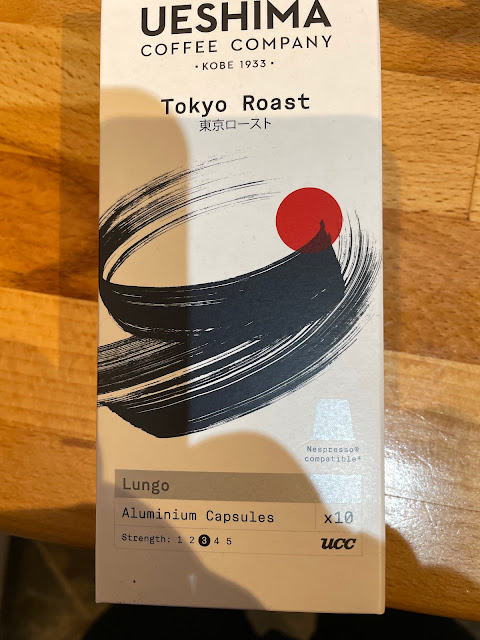 UESHIMA
COFFEE COMPANY
• KOBE 1933 •
Tokyo Roast
東京ロースト
Nespresso®
compatible*
Lungo
Aluminium Capsules x10
Strength: 1 2 3 4 5
ucc